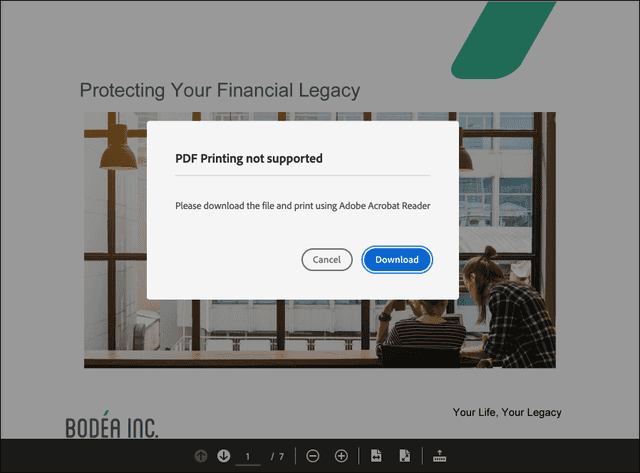 Protecting Your Financial Legacy
PDF Printing not supported
Please download the file and print using Adobe Acrobat Reader
Cancel
Download
Your Life, Your Legacy
BODÉA INC.
1 / 7